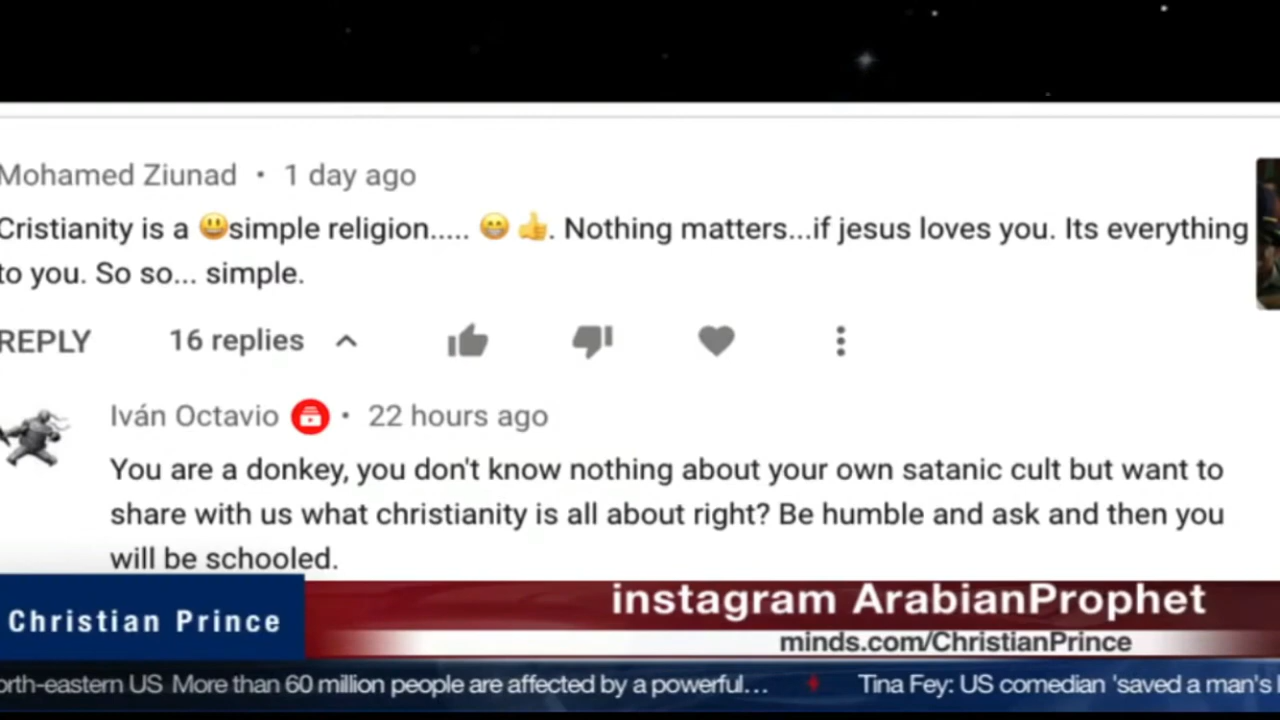 Mohamed Ziunad • 1 day ago
Cristianity is a 😃simple religion..... 😁 👍. Nothing matters...if jesus loves you. Its everything
to you. So so... simple.
REPLY 16 replies
Iván Octavio • 22 hours ago
You are a donkey, you don't know nothing about your own satanic cult but want to
share with us what christianity is all about right? Be humble and ask and then you
will be schooled.
Christian Prince
instagram ArabianProphet
minds.com/ChristianPrince
orth-eastern US More than 60 million people are affected by a powerful... Tina Fey: US comedian 'saved a man's